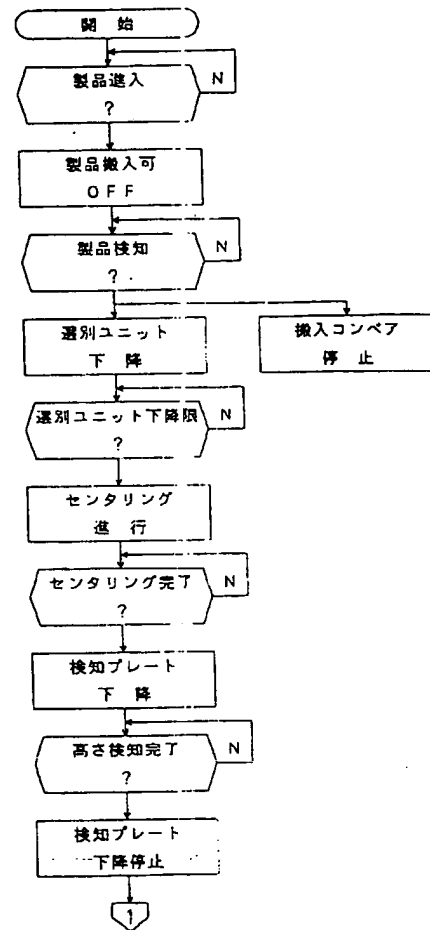 開 始
製品進入
?
N
製品搬入可
OFF
製品検知
?
N
選別ユニット
下 降
搬入コンベア
停 止
選別ユニット下降限
?
N
センタリング
進 行
センタリング完了
?
N
検知プレート
下 降
高さ検知完了
?
N
検知プレート
下降停止
1